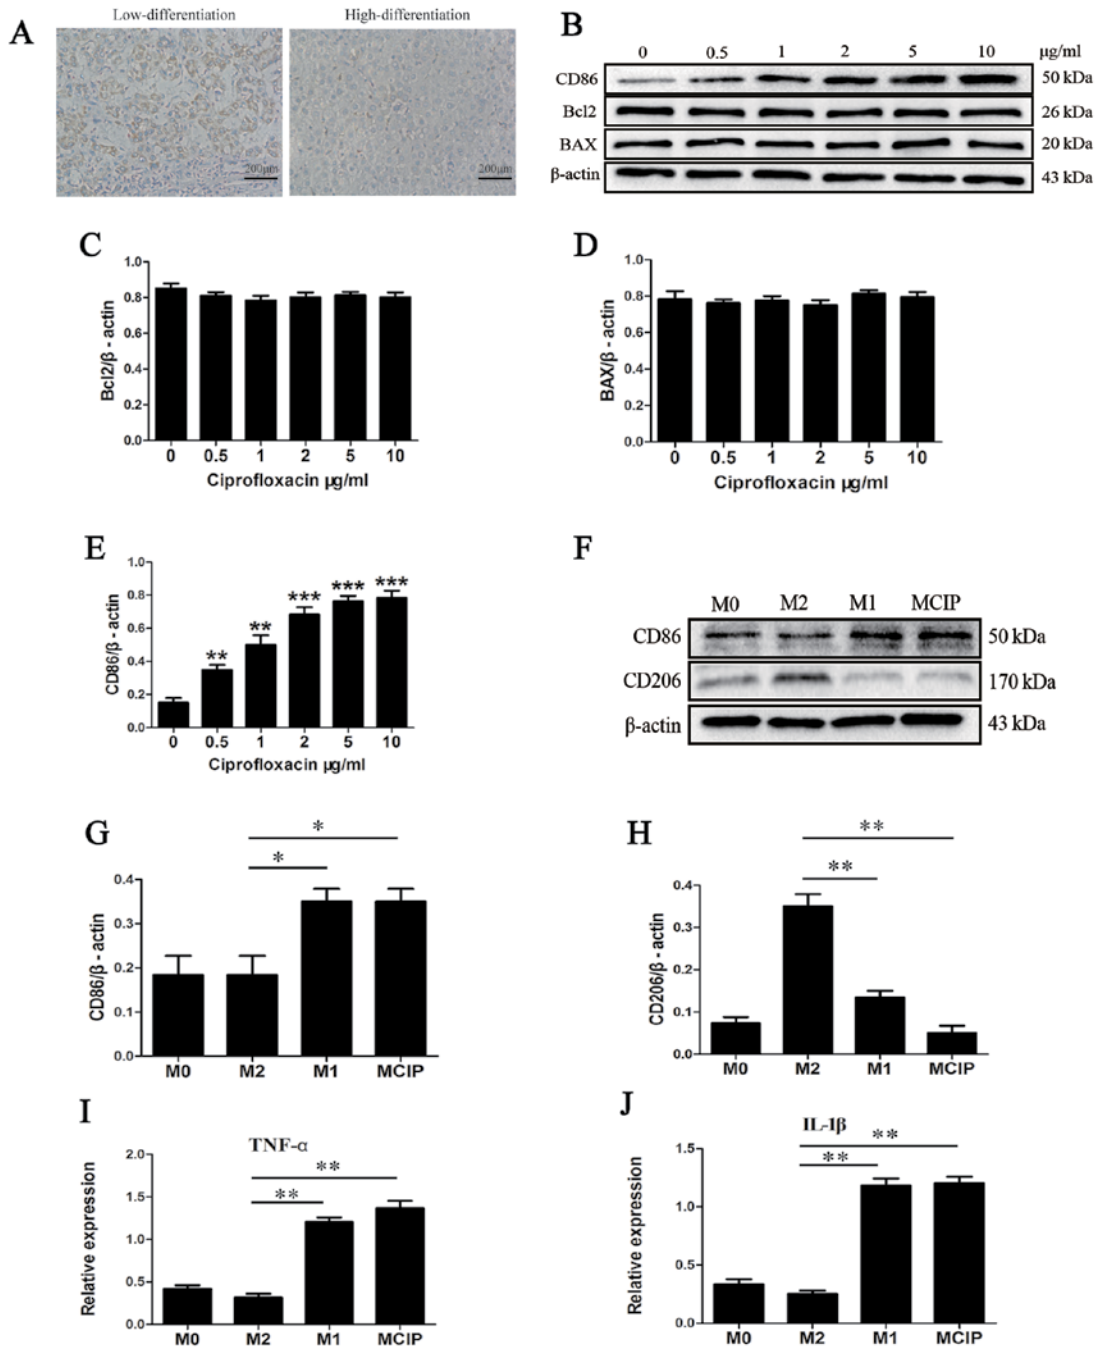 A
Low-differentiation
High-differentiation
200μm
200μm
B
0 0.5 1 2 5 10 μg/ml
CD86 50 kDa
Bcl2 26 kDa
BAX 20 kDa
β-actin 43 kDa
C
1.0
0.8
0.6
0.4
0.2
0.0
Bcl2/β - actin
0 0.5 1 2 5 10
Ciprofloxacin μg/ml
D
1.0
0.8
0.6
0.4
0.2
0.0
BAX/β - actin
0 0.5 1 2 5 10
Ciprofloxacin μg/ml
E
1.0
0.8
0.6
0.4
0.2
0.0
CD86/β - actin
** ** *** *** ***
0 0.5 1 2 5 10
Ciprofloxacin μg/ml
F
M0 M2 M1 MCIP
CD86 50 kDa
CD206 170 kDa
β-actin 43 kDa
G
*
*
0.4
0.3
0.2
0.1
0.0
CD86/β - actin
M0 M2 M1 MCIP
H
**
**
0.4
0.3
0.2
0.1
0.0
CD206/β - actin
M0 M2 M1 MCIP
I
TNF-α
**
**
2.0
1.5
1.0
0.5
0.0
Relative expression
M0 M2 M1 MCIP
J
IL-1β
**
**
1.5
1.0
0.5
0.0
Relative expression
M0 M2 M1 MCIP